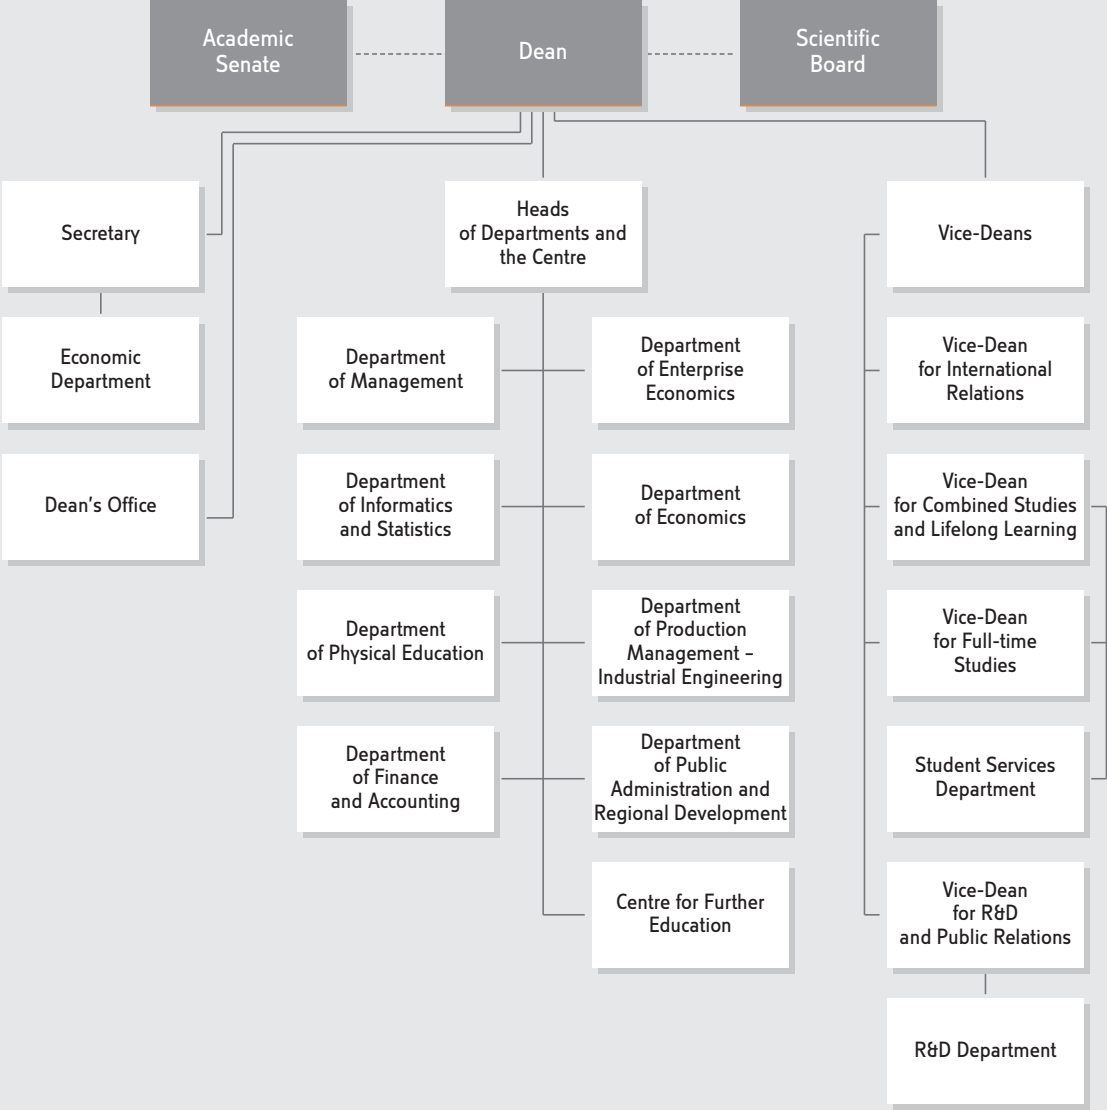 Academic
Senate
Dean
Scientific
Board
Secretary
Heads
of Departments and
the Centre
Vice-Deans
Economic
Department
Department
of Management
Department
of Enterprise
Economics
Vice-Dean
for International
Relations
Dean's Office
Department
of Informatics
and Statistics
Department
of Economics
Vice-Dean
for Combined Studies
and Lifelong Learning
Department
of Physical Education
Department
of Production
Management –
Industrial Engineering
Vice-Dean
for Full-time
Studies
Department
of Finance
and Accounting
Department
of Public
Administration and
Regional Development
Student Services
Department
Centre for Further
Education
Vice-Dean
for R&D
and Public Relations
R&D Department